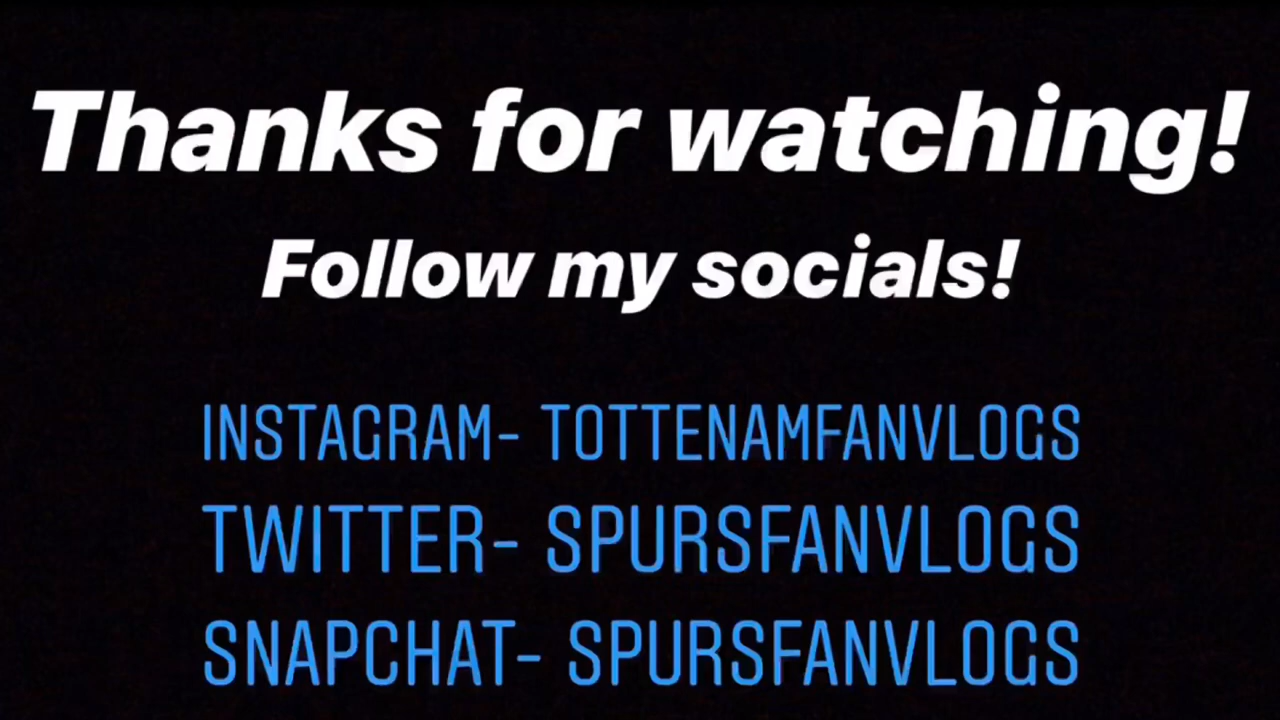 Thanks for watching!
Follow my socials!
INSTAGRAM- TOTTENAMFANVLOGS
TWITTER- SPURSFANVLOGS
SNAPCHAT- SPURSFANVLOGS